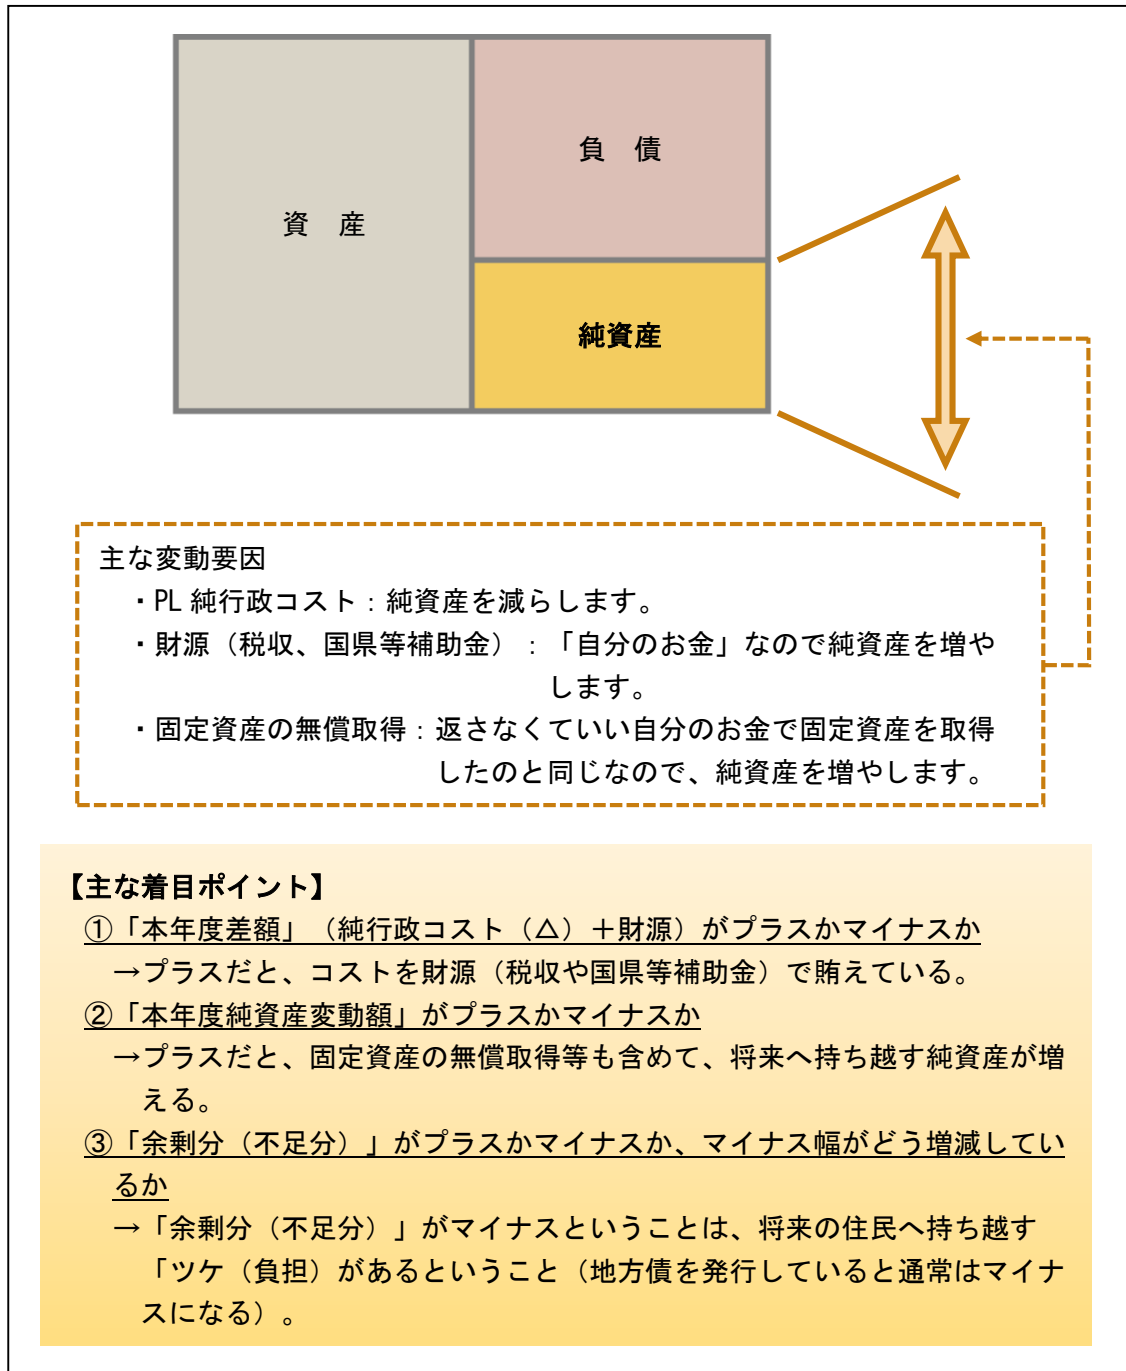 資　産
負　債
純資産
主な変動要因
・PL 純行政コスト：純資産を減らします。
・財源（税収、国県等補助金）：「自分のお金」なので純資産を増や
します。
・固定資産の無償取得：返さなくていい自分のお金で固定資産を取得
したのと同じなので、純資産を増やします。
【主な着目ポイント】
①「本年度差額」（純行政コスト（△）＋財源）がプラスかマイナスか
→プラスだと、コストを財源（税収や国県等補助金）で賄えている。
②「本年度純資産変動額」がプラスかマイナスか
→プラスだと、固定資産の無償取得等も含めて、将来へ持ち越す純資産が増
える。
③「余剰分（不足分）」がプラスかマイナスか、マイナス幅がどう増減してい
るか
→「余剰分（不足分）」がマイナスということは、将来の住民へ持ち越す
「ツケ（負担）があるということ（地方債を発行していると通常はマイナ
スになる）。